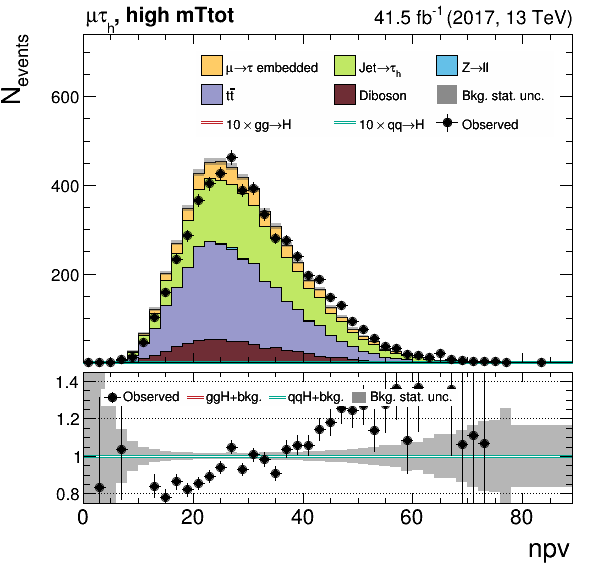 μτh, high mTtot 41.5 fb⁻¹ (2017, 13 TeV)
Nevents
μ→τ embedded Jet→τh Z→ll
tt̅ Diboson Bkg. stat. unc.
10 × gg→H 10 × qq→H Observed
600
400
200
1.4
Observed ggH+bkg. qqH+bkg. Bkg. stat. unc.
1.2
1
0.8
0 20 40 60 80
npv